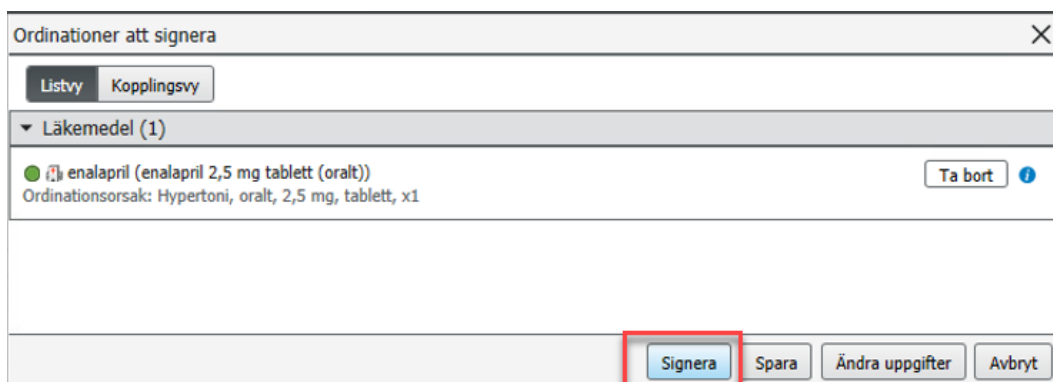 Ordinationer att signera
Listvy Kopplingsvy
Läkemedel (1)
enalapril (enalapril 2,5 mg tablett (oralt)) Ta bort
Ordinationsorsak: Hypertoni, oralt, 2,5 mg, tablett, x1
Signera Spara Ändra uppgifter Avbryt